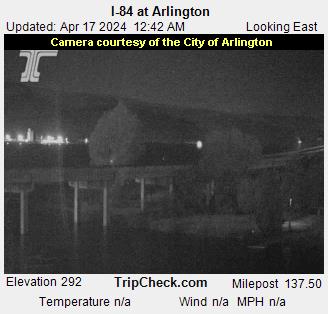 I-84 at Arlington
Updated: Apr 17 2024 12:42 AM Looking East
Camera courtesy of the City of Arlington
Elevation 292 TripCheck.com Milepost 137.50
Temperature n/a Wind n/a MPH n/a